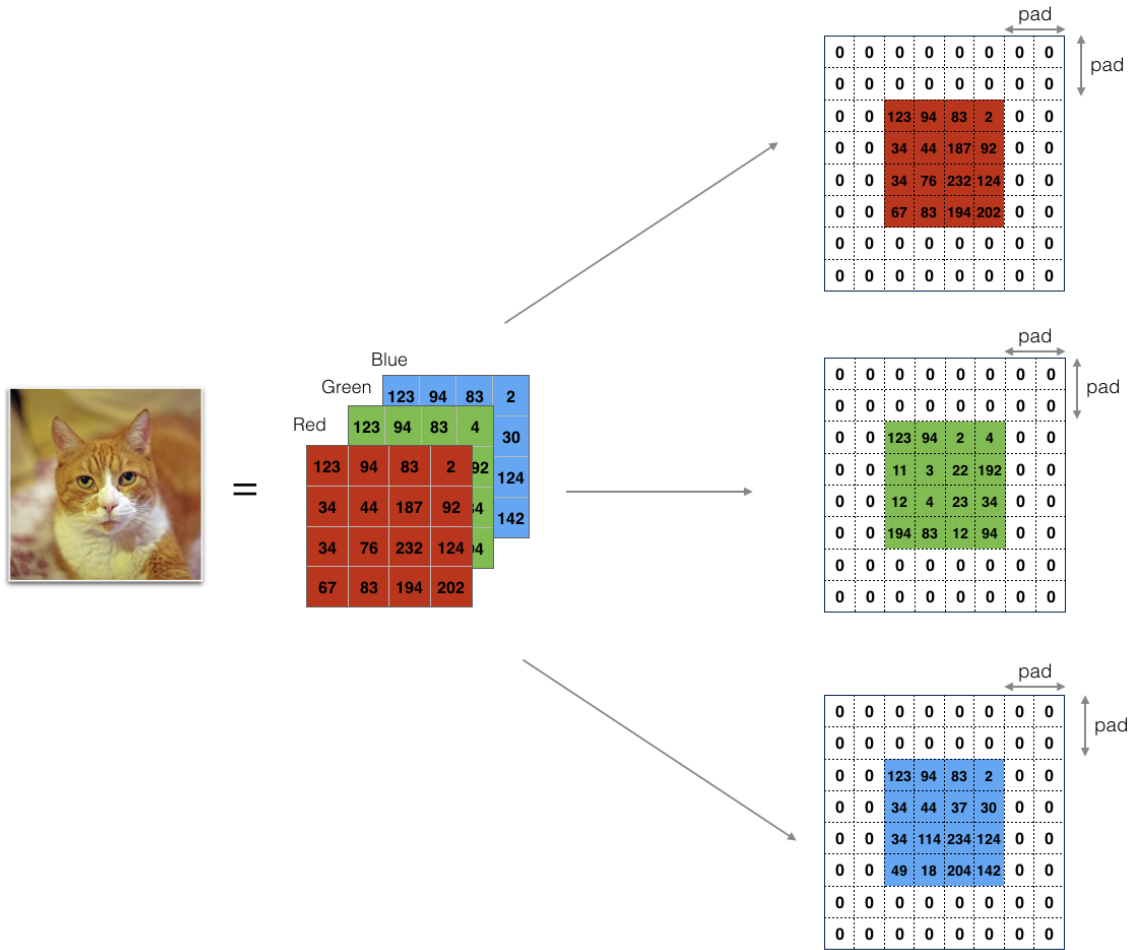 pad
0 0 0 0 0 0 0 0
pad
0 0 0 0 0 0 0 0
0 0 123 94 83 2 0 0
0 0 34 44 187 92 0 0
0 0 34 76 232 124 0 0
0 0 67 83 194 202 0 0
0 0 0 0 0 0 0 0
0 0 0 0 0 0 0 0
Blue
123 94 83 2
30
124
142
Green
123 94 83 4
92
4
94
Red
123 94 83 2
34 44 187 92
34 76 232 124
67 83 194 202
=
pad
0 0 0 0 0 0 0 0
pad
0 0 0 0 0 0 0 0
0 0 123 94 2 4 0 0
0 0 11 3 22 192 0 0
0 0 12 4 23 34 0 0
0 0 194 83 12 94 0 0
0 0 0 0 0 0 0 0
0 0 0 0 0 0 0 0
pad
0 0 0 0 0 0 0 0
pad
0 0 0 0 0 0 0 0
0 0 123 94 83 2 0 0
0 0 34 44 37 30 0 0
0 0 34 114 234 124 0 0
0 0 49 18 204 142 0 0
0 0 0 0 0 0 0 0
0 0 0 0 0 0 0 0